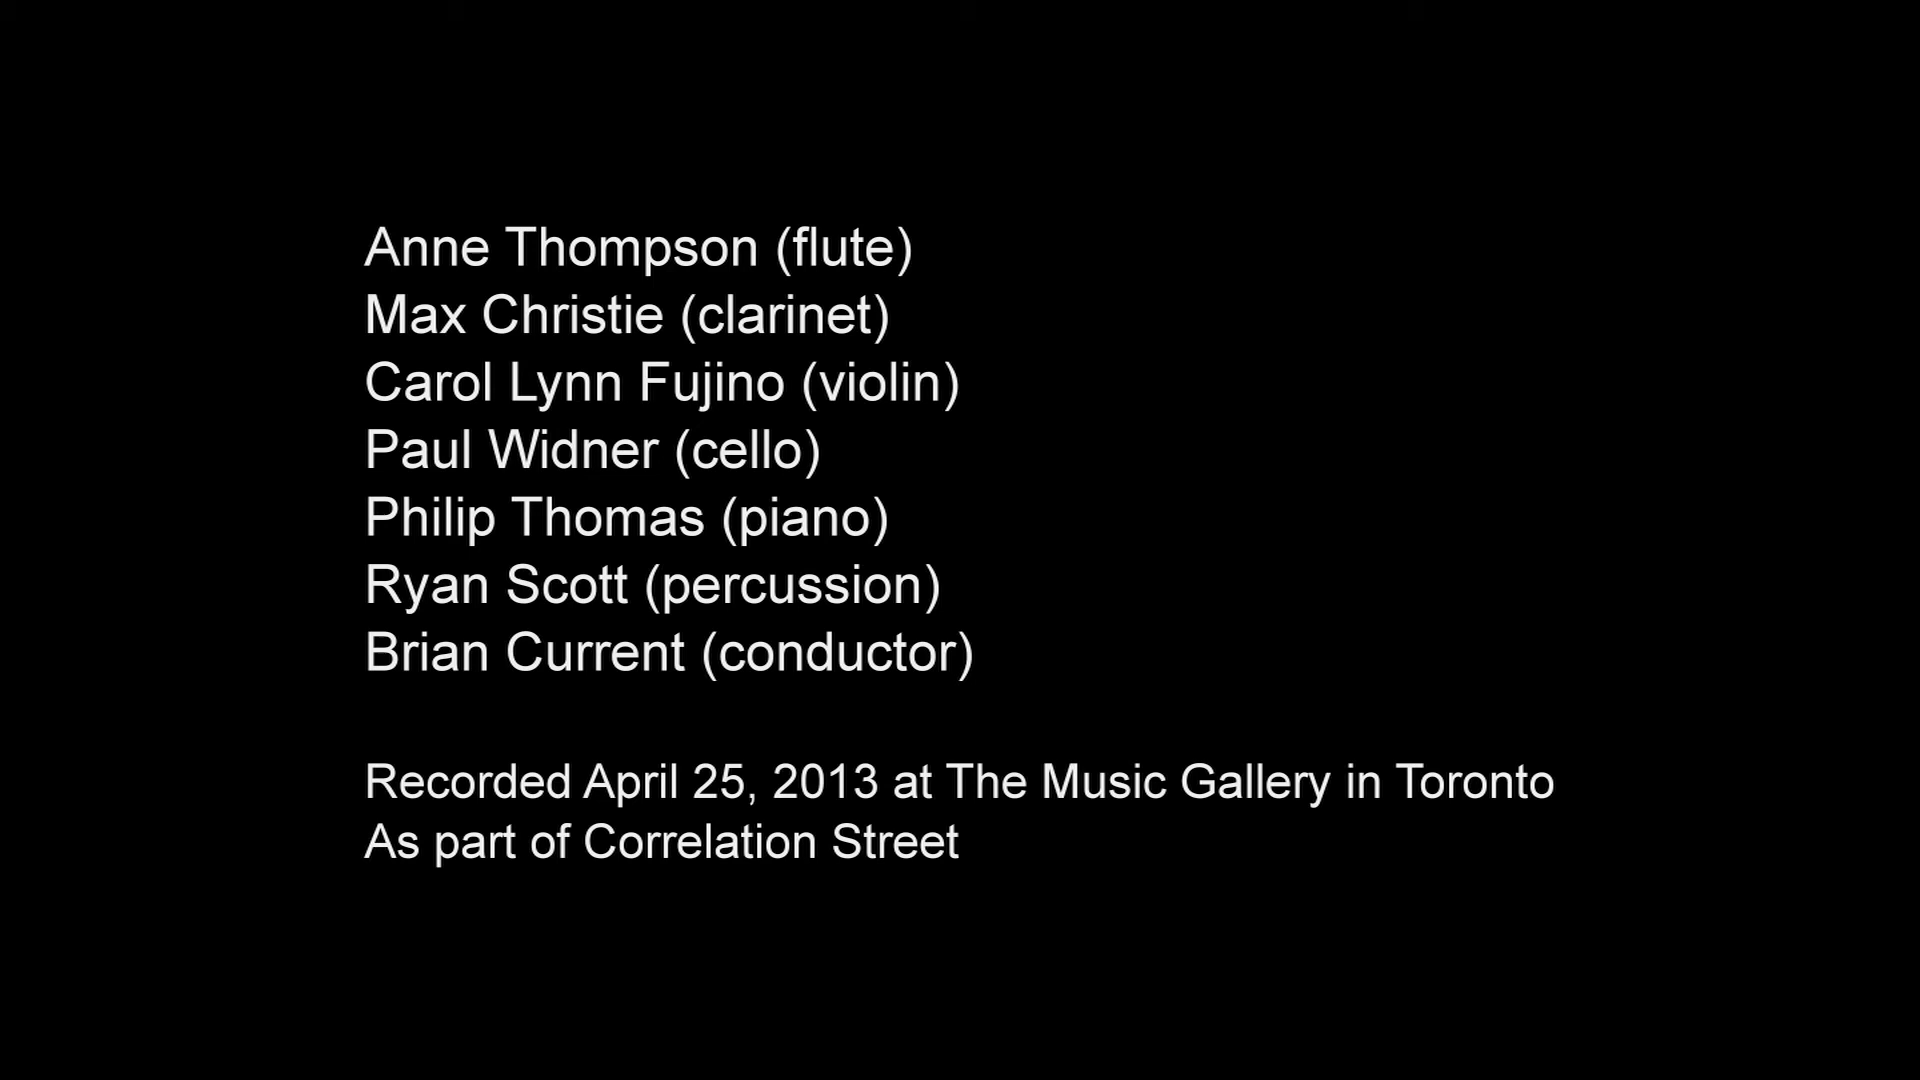 Anne Thompson (flute)
Max Christie (clarinet)
Carol Lynn Fujino (violin)
Paul Widner (cello)
Philip Thomas (piano)
Ryan Scott (percussion)
Brian Current (conductor)
Recorded April 25, 2013 at The Music Gallery in Toronto
As part of Correlation Street